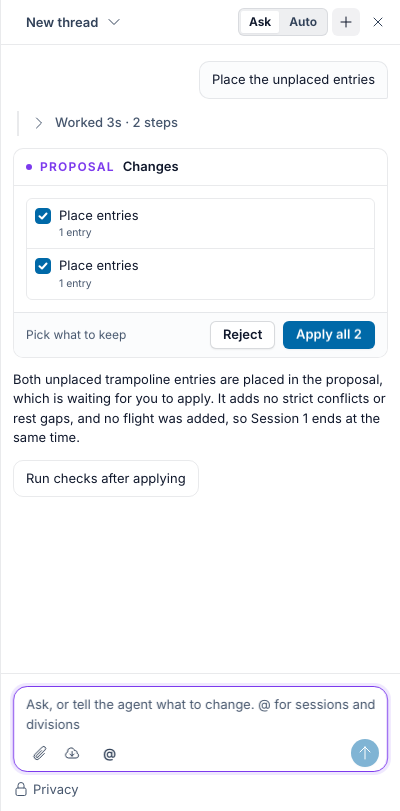 New thread
Ask
Auto
Place the unplaced entries
Worked 3s · 2 steps
PROPOSAL Changes
Place entries
1 entry
Place entries
1 entry
Pick what to keep
Reject
Apply all 2
Both unplaced trampoline entries are placed in the proposal,
which is waiting for you to apply. It adds no strict conflicts or
rest gaps, and no flight was added, so Session 1 ends at the
same time.
Run checks after applying
Ask, or tell the agent what to change. @ for sessions and
divisions
@
Privacy